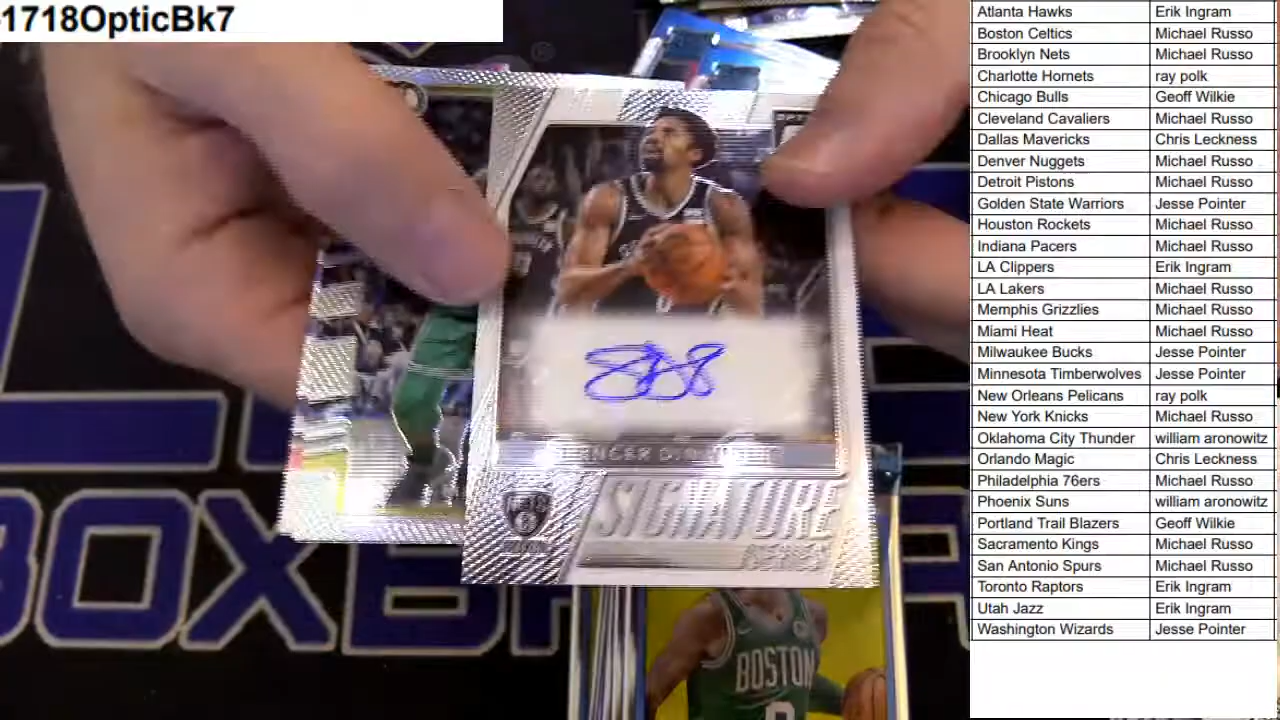 1718OpticBk7
Atlanta Hawks Erik Ingram
Boston Celtics Michael Russo
Brooklyn Nets Michael Russo
Charlotte Hornets ray polk
Chicago Bulls Geoff Wilkie
Cleveland Cavaliers Michael Russo
Dallas Mavericks Chris Leckness
Denver Nuggets Michael Russo
Detroit Pistons Michael Russo
Golden State Warriors Jesse Pointer
Houston Rockets Michael Russo
Indiana Pacers Michael Russo
LA Clippers Erik Ingram
LA Lakers Michael Russo
Memphis Grizzlies Michael Russo
Miami Heat Michael Russo
Milwaukee Bucks Jesse Pointer
Minnesota Timberwolves Jesse Pointer
New Orleans Pelicans ray polk
New York Knicks Michael Russo
Oklahoma City Thunder william aronowitz
Orlando Magic Chris Leckness
Philadelphia 76ers Michael Russo
Phoenix Suns william aronowitz
Portland Trail Blazers Geoff Wilkie
Sacramento Kings Michael Russo
San Antonio Spurs Michael Russo
Toronto Raptors Erik Ingram
Utah Jazz Erik Ingram
Washington Wizards Jesse Pointer
SIGNATURE
BOXB
BOSTON